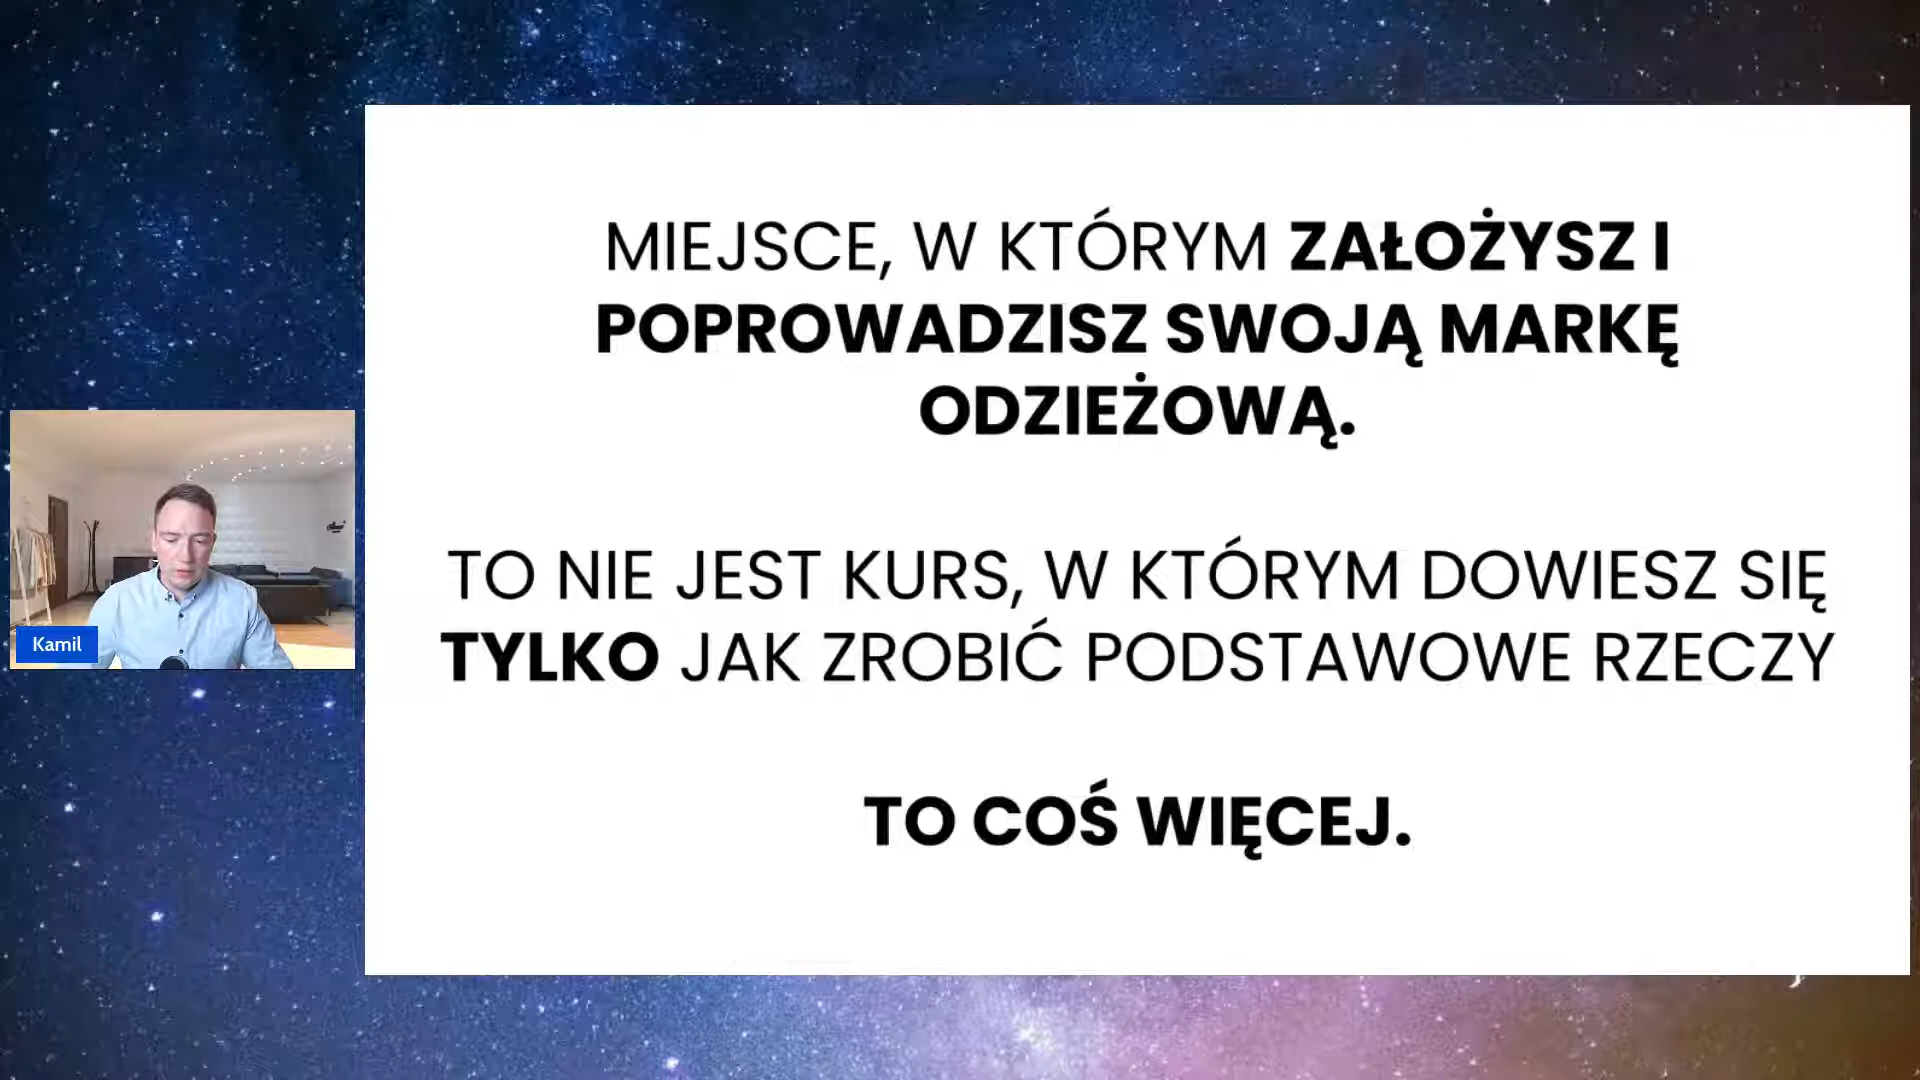 MIEJSCE, W KTÓRYM ZAŁOŻYSZ I
POPROWADZISZ SWOJĄ MARKĘ
ODZIEŻOWĄ.
TO NIE JEST KURS, W KTÓRYM DOWIESZ SIĘ
TYLKO JAK ZROBIĆ PODSTAWOWE RZECZY
TO COŚ WIĘCEJ.
Kamil